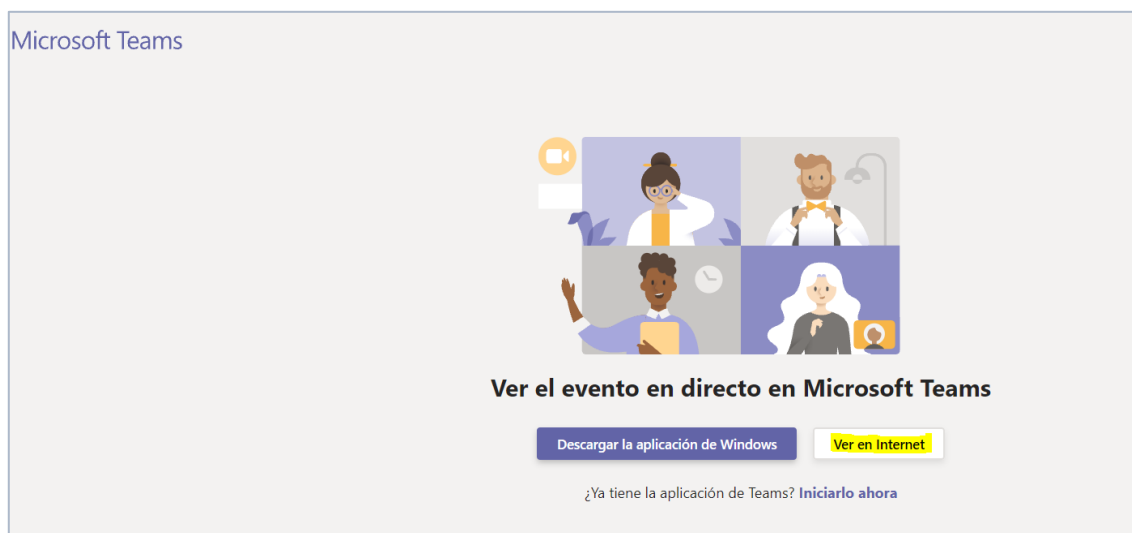 Microsoft Teams
Ver el evento en directo en Microsoft Teams
Descargar la aplicación de Windows
Ver en Internet
¿Ya tiene la aplicación de Teams? Iniciarlo ahora